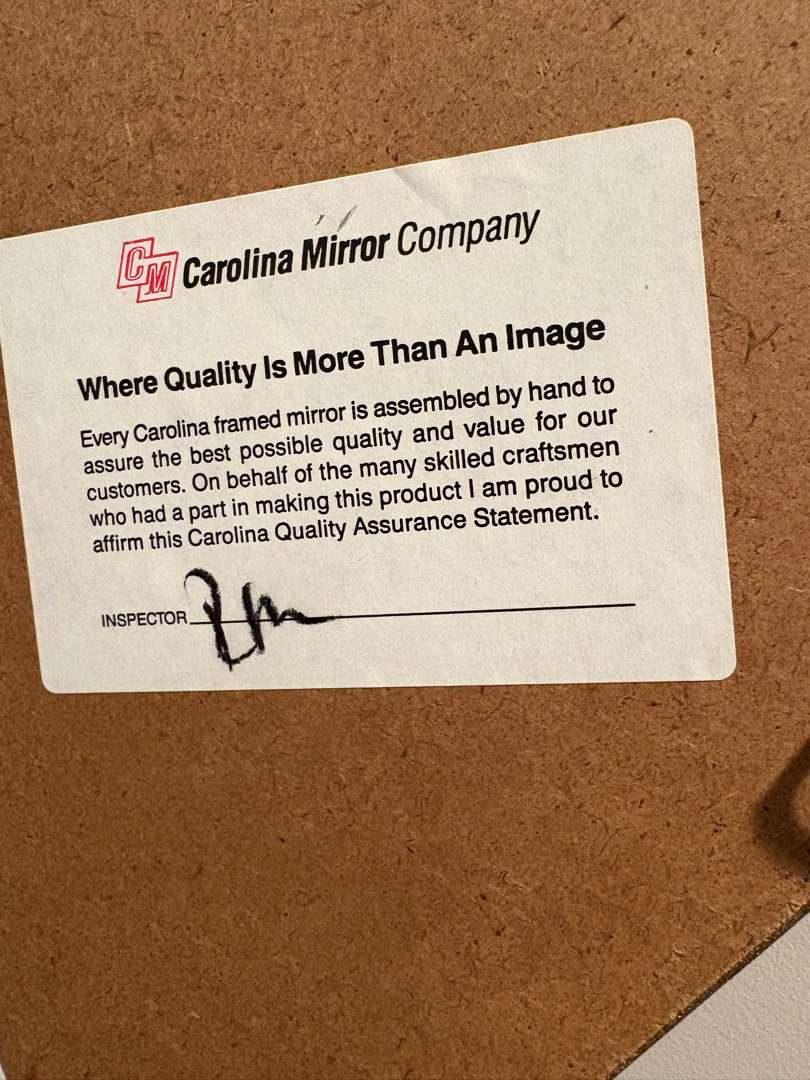 CM Carolina Mirror Company
Where Quality Is More Than An Image
Every Carolina framed mirror is assembled by hand to
assure the best possible quality and value for our
customers. On behalf of the many skilled craftsmen
who had a part in making this product I am proud to
affirm this Carolina Quality Assurance Statement.
INSPECTOR